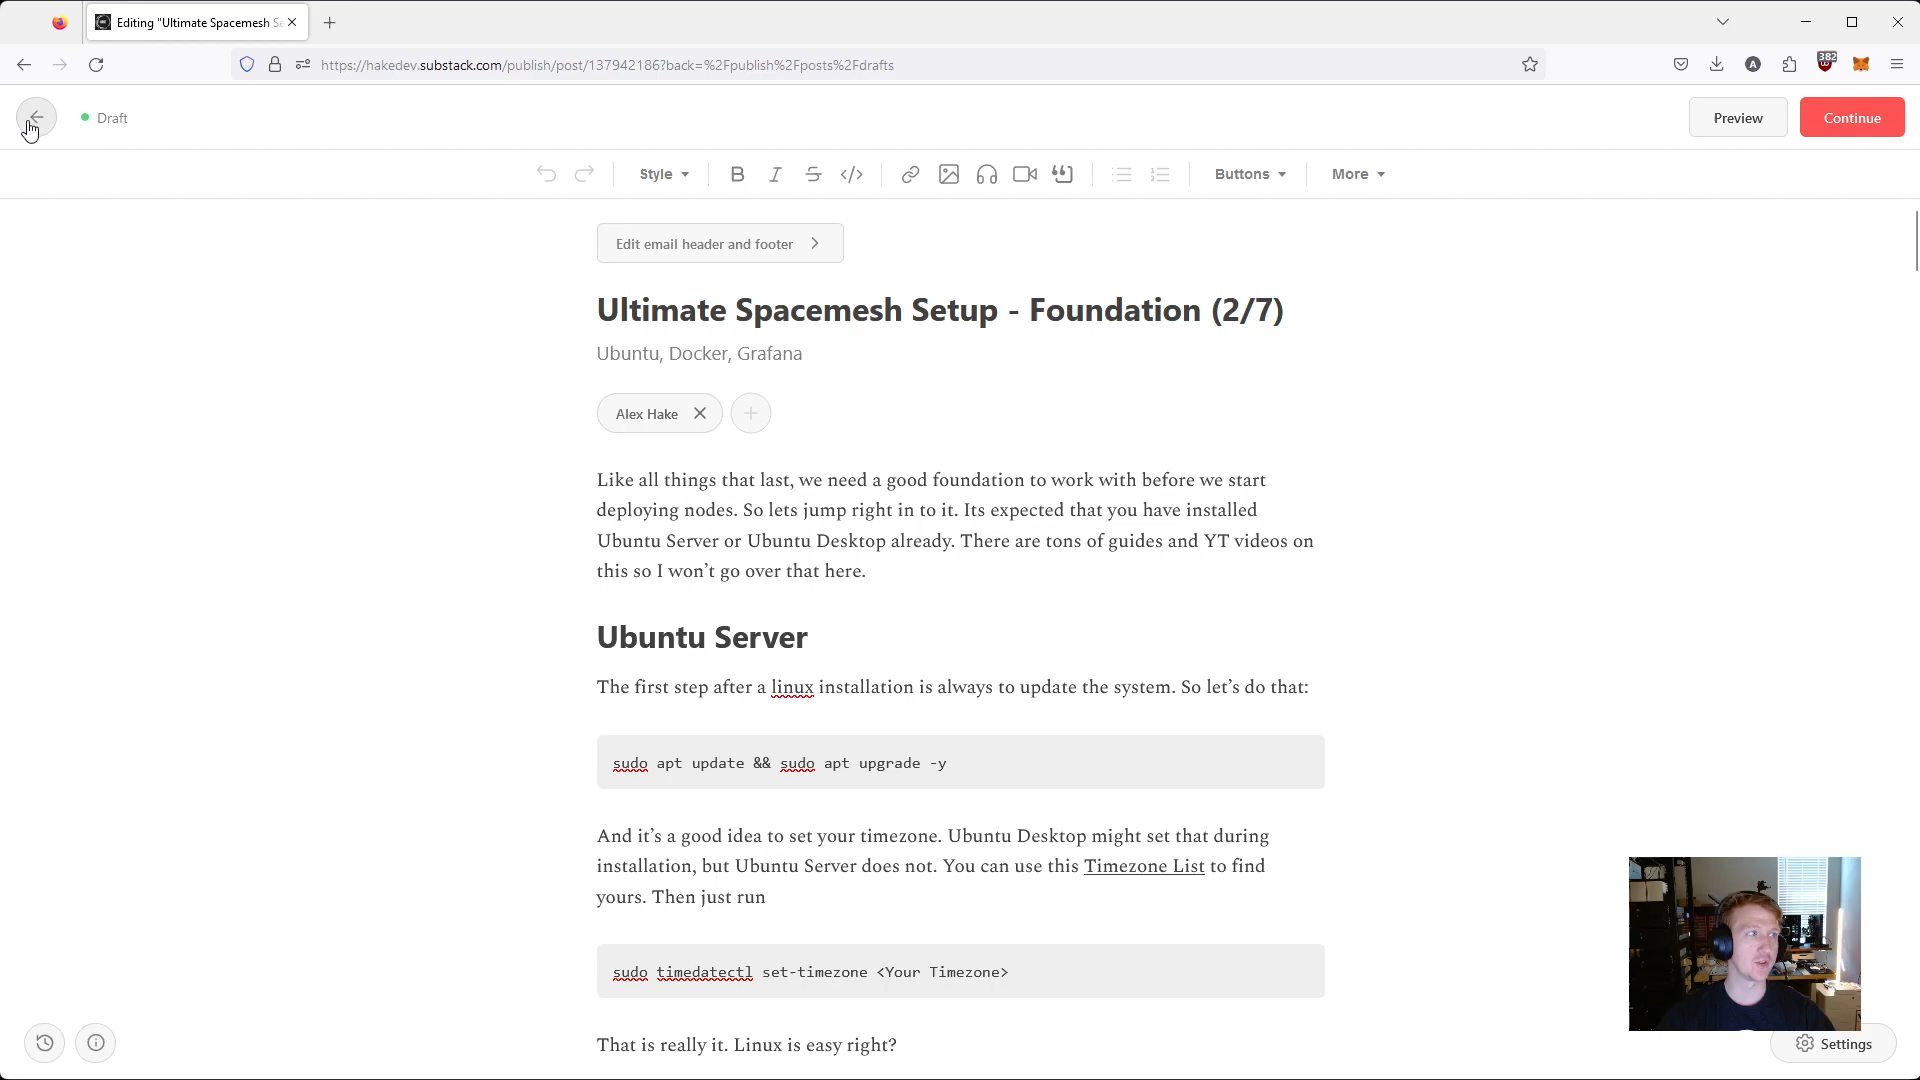 Editing "Ultimate Spacemesh Se
https://hakedev.substack.com/publish/post/137942186?back=%2Fpublish%2Fposts%2Fdrafts
A
382
Draft
Preview
Continue
Style
Buttons
More
Edit email header and footer
Ultimate Spacemesh Setup - Foundation (2/7)
Ubuntu, Docker, Grafana
Alex Hake
Like all things that last, we need a good foundation to work with before we start
deploying nodes. So lets jump right in to it. Its expected that you have installed
Ubuntu Server or Ubuntu Desktop already. There are tons of guides and YT videos on
this so I won’t go over that here.
Ubuntu Server
The first step after a linux installation is always to update the system. So let’s do that:
sudo apt update && sudo apt upgrade -y
And it’s a good idea to set your timezone. Ubuntu Desktop might set that during
installation, but Ubuntu Server does not. You can use this Timezone List to find
yours. Then just run
sudo timedatectl set-timezone <Your Timezone>
That is really it. Linux is easy right?
Settings